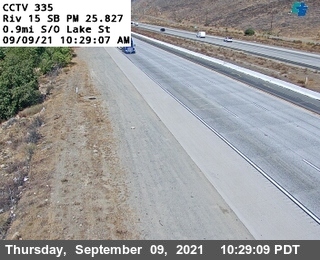 CCTV 335
Riv 15 SB PM 25.827
0.9mi S/O Lake St
09/09/21 10:29:07 AM
Thursday, September 09, 2021 10:29:09 PDT